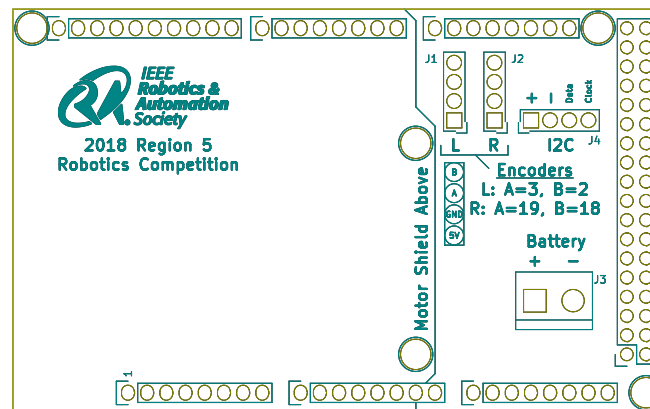 IEEE
Robotics &
Automation
Society
2018 Region 5
Robotics Competition
Motor Shield Above
J1
J2
L
R
+ - Data Clock
I2C
J4
B
A
GND
5V
Encoders
L: A=3, B=2
R: A=19, B=18
Battery
+ -
J3
1